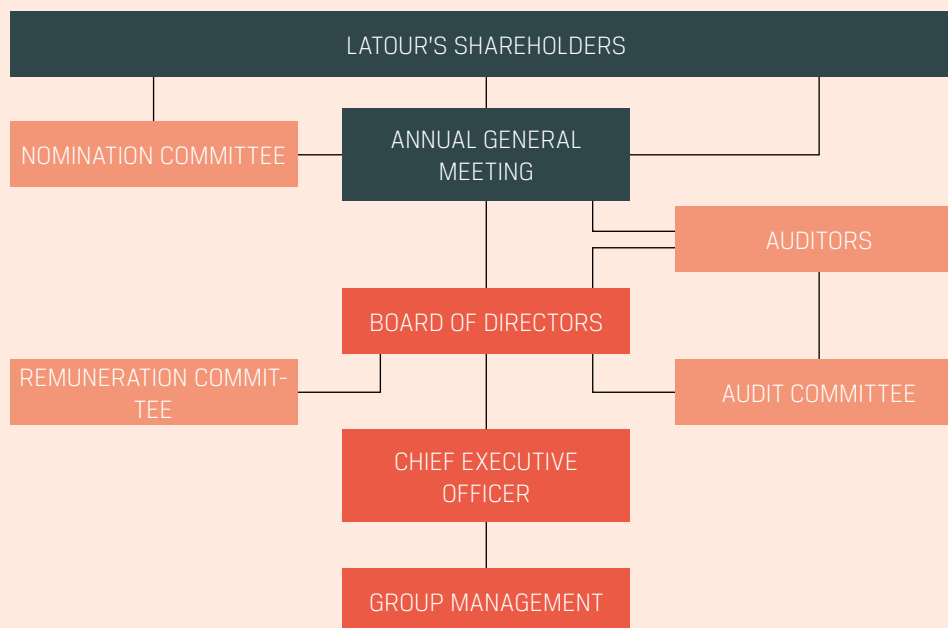 LATOUR'S SHAREHOLDERS
NOMINATION COMMITTEE
ANNUAL GENERAL
MEETING
AUDITORS
BOARD OF DIRECTORS
REMUNERATION COMMIT-
TEE
AUDIT COMMITTEE
CHIEF EXECUTIVE
OFFICER
GROUP MANAGEMENT